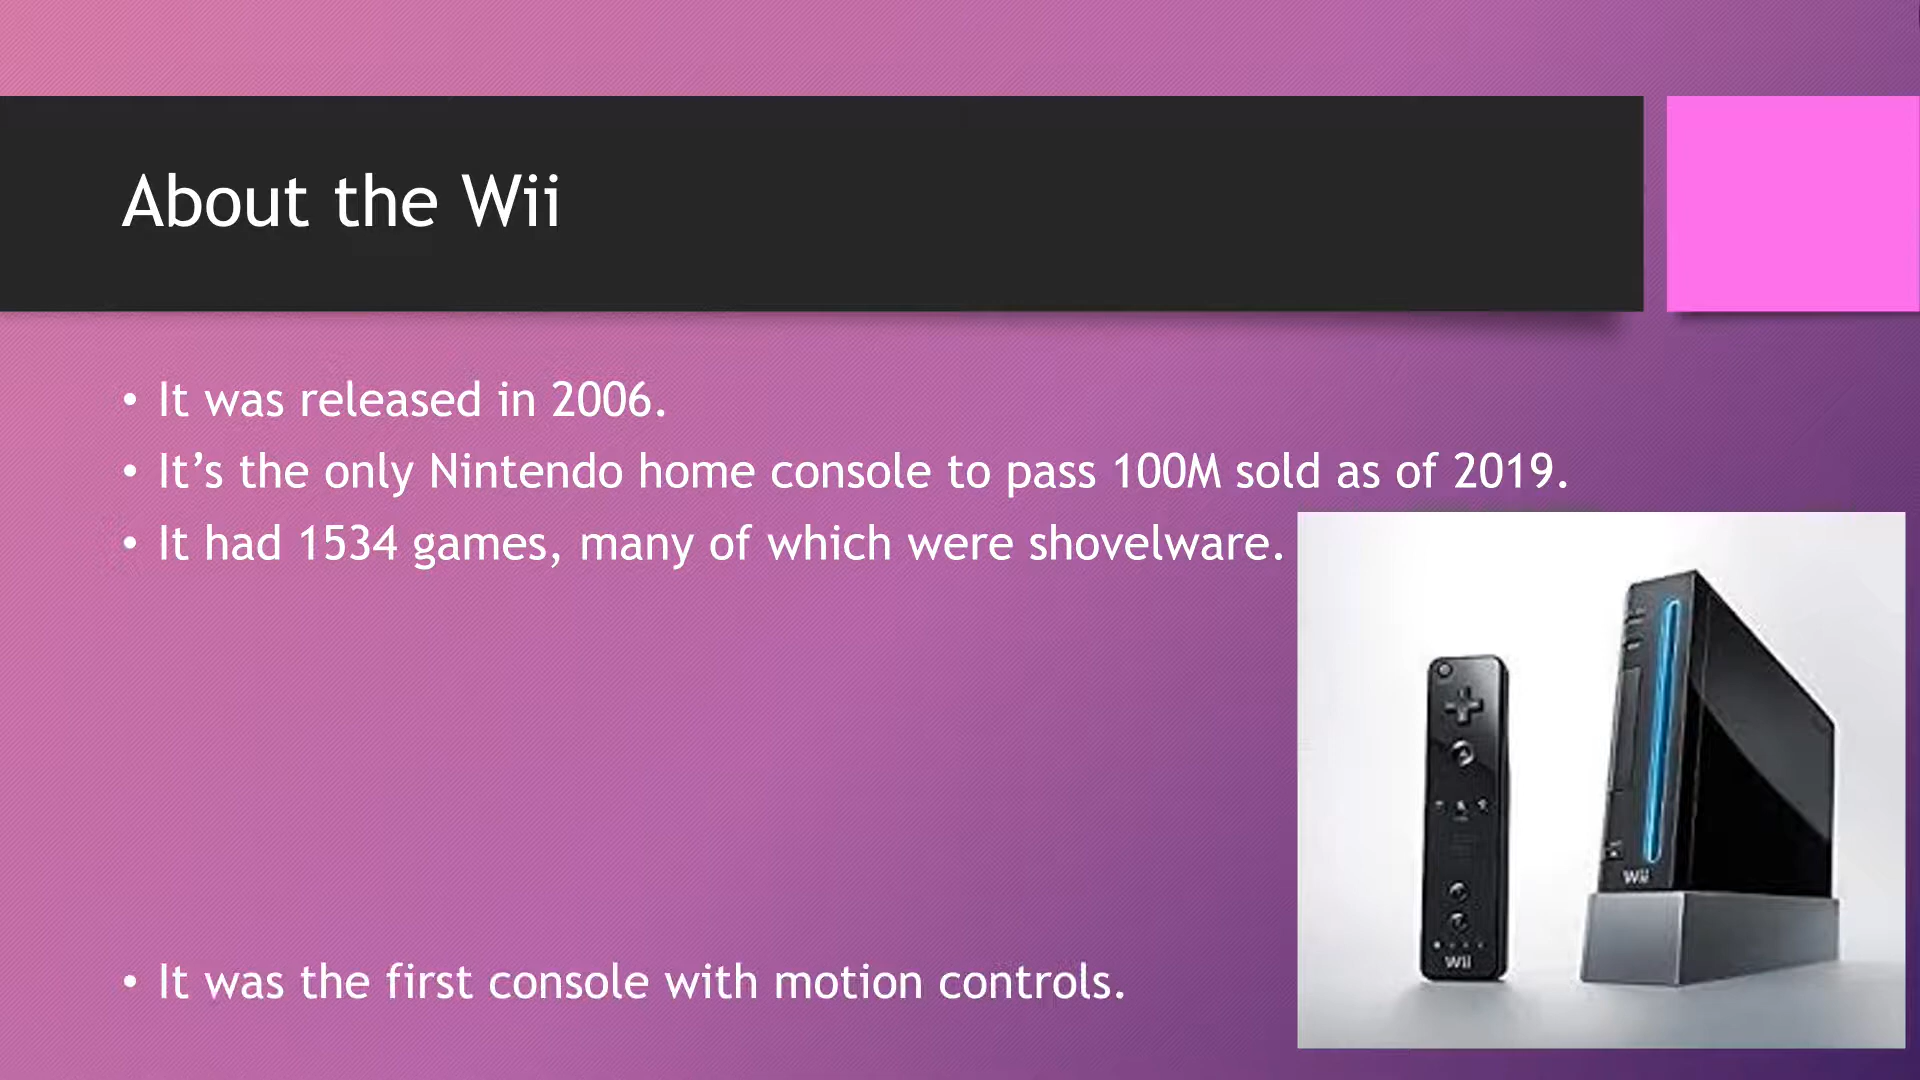 About the Wii
• It was released in 2006.
• It’s the only Nintendo home console to pass 100M sold as of 2019.
• It had 1534 games, many of which were shovelware.
Wii
Wii
• It was the first console with motion controls.